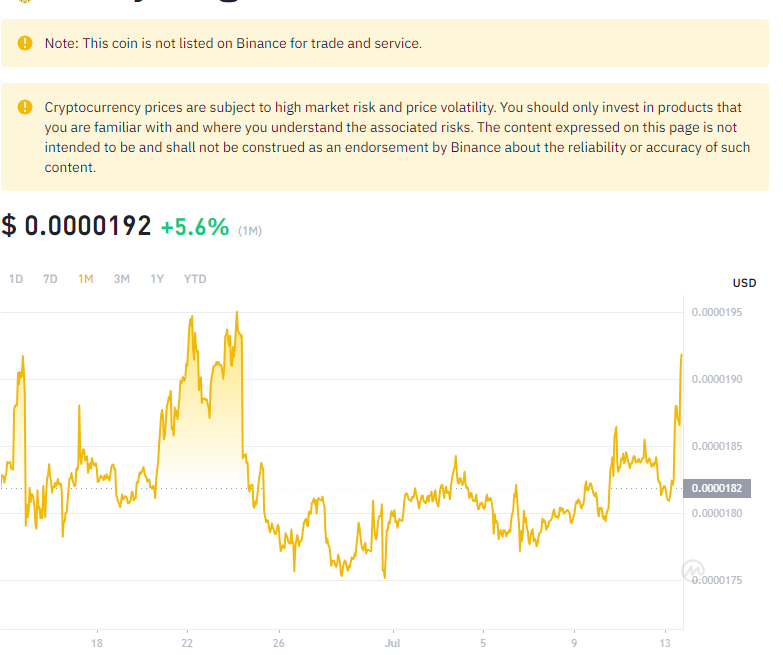 Note: This coin is not listed on Binance for trade and service.
Cryptocurrency prices are subject to high market risk and price volatility. You should only invest in products that
you are familiar with and where you understand the associated risks. The content expressed on this page is not
intended to be and shall not be construed as an endorsement by Binance about the reliability or accuracy of such
content.
$ 0.0000192 +5.6% (1M)
1D 7D 1M 3M 1Y YTD
USD
0.0000195
0.0000190
0.0000185
0.0000182
0.0000180
0.0000175
18 22 26 Jul 5 9 13